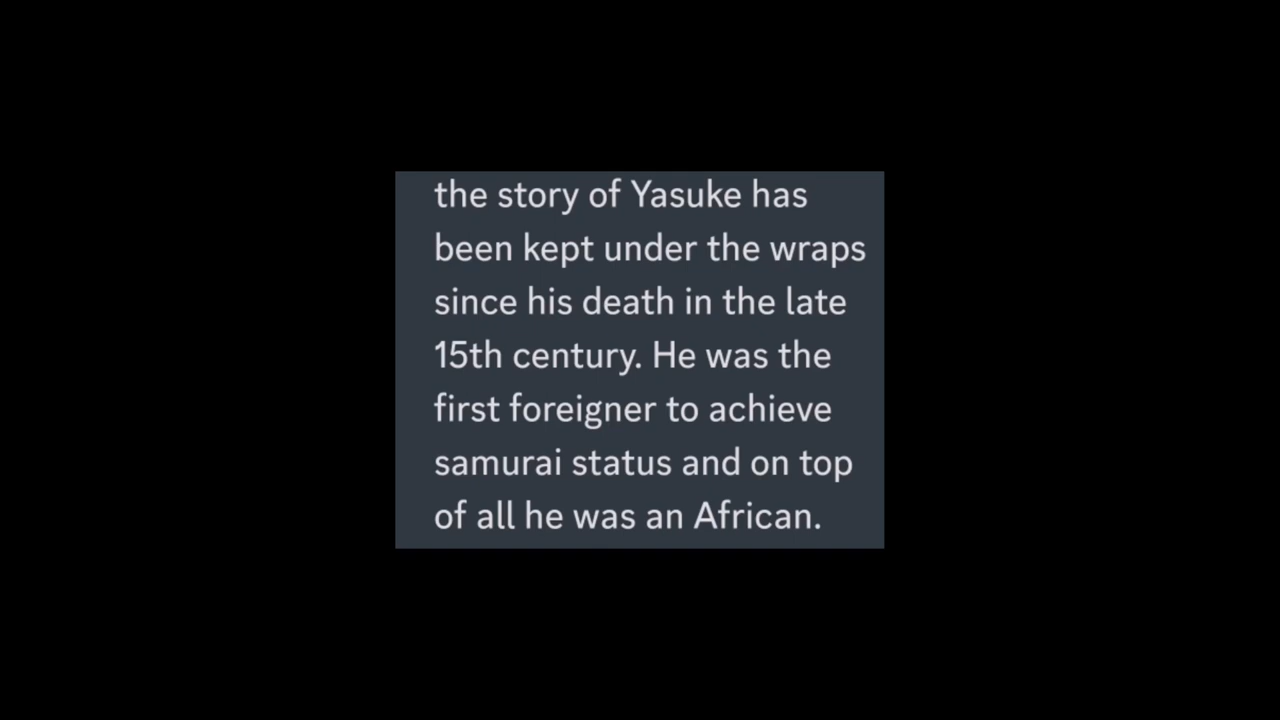 the story of Yasuke has
been kept under the wraps
since his death in the late
15th century. He was the
first foreigner to achieve
samurai status and on top
of all he was an African.